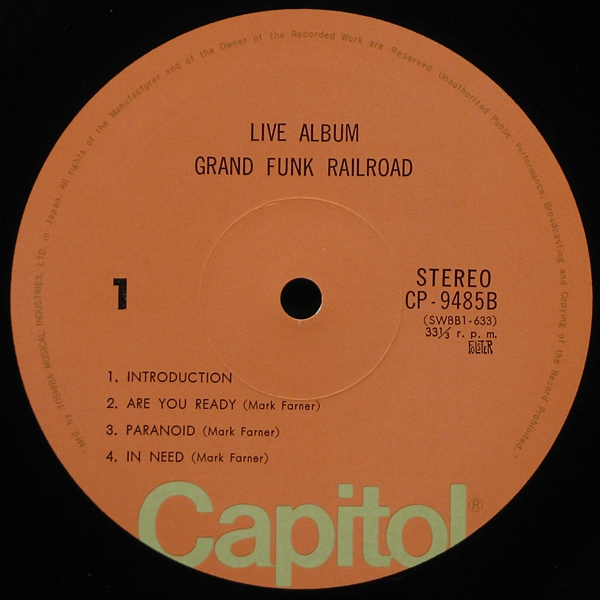 Mfd. by TOSHIBA MUSICAL INDUSTRIES, LTD. in Japan. All rights of the Manufacturer and of the Owner of the Recorded Work are Reserved. Unauthorized Public Performance, Broadcasting and Copying of the Record Prohibited.
LIVE ALBUM
GRAND FUNK RAILROAD
1
STEREO
CP-9485B
(SWBB1-633)
33⅓ r. p. m.
1. INTRODUCTION
2. ARE YOU READY (Mark Farner)
3. PARANOID (Mark Farner)
4. IN NEED (Mark Farner)
Capitol®